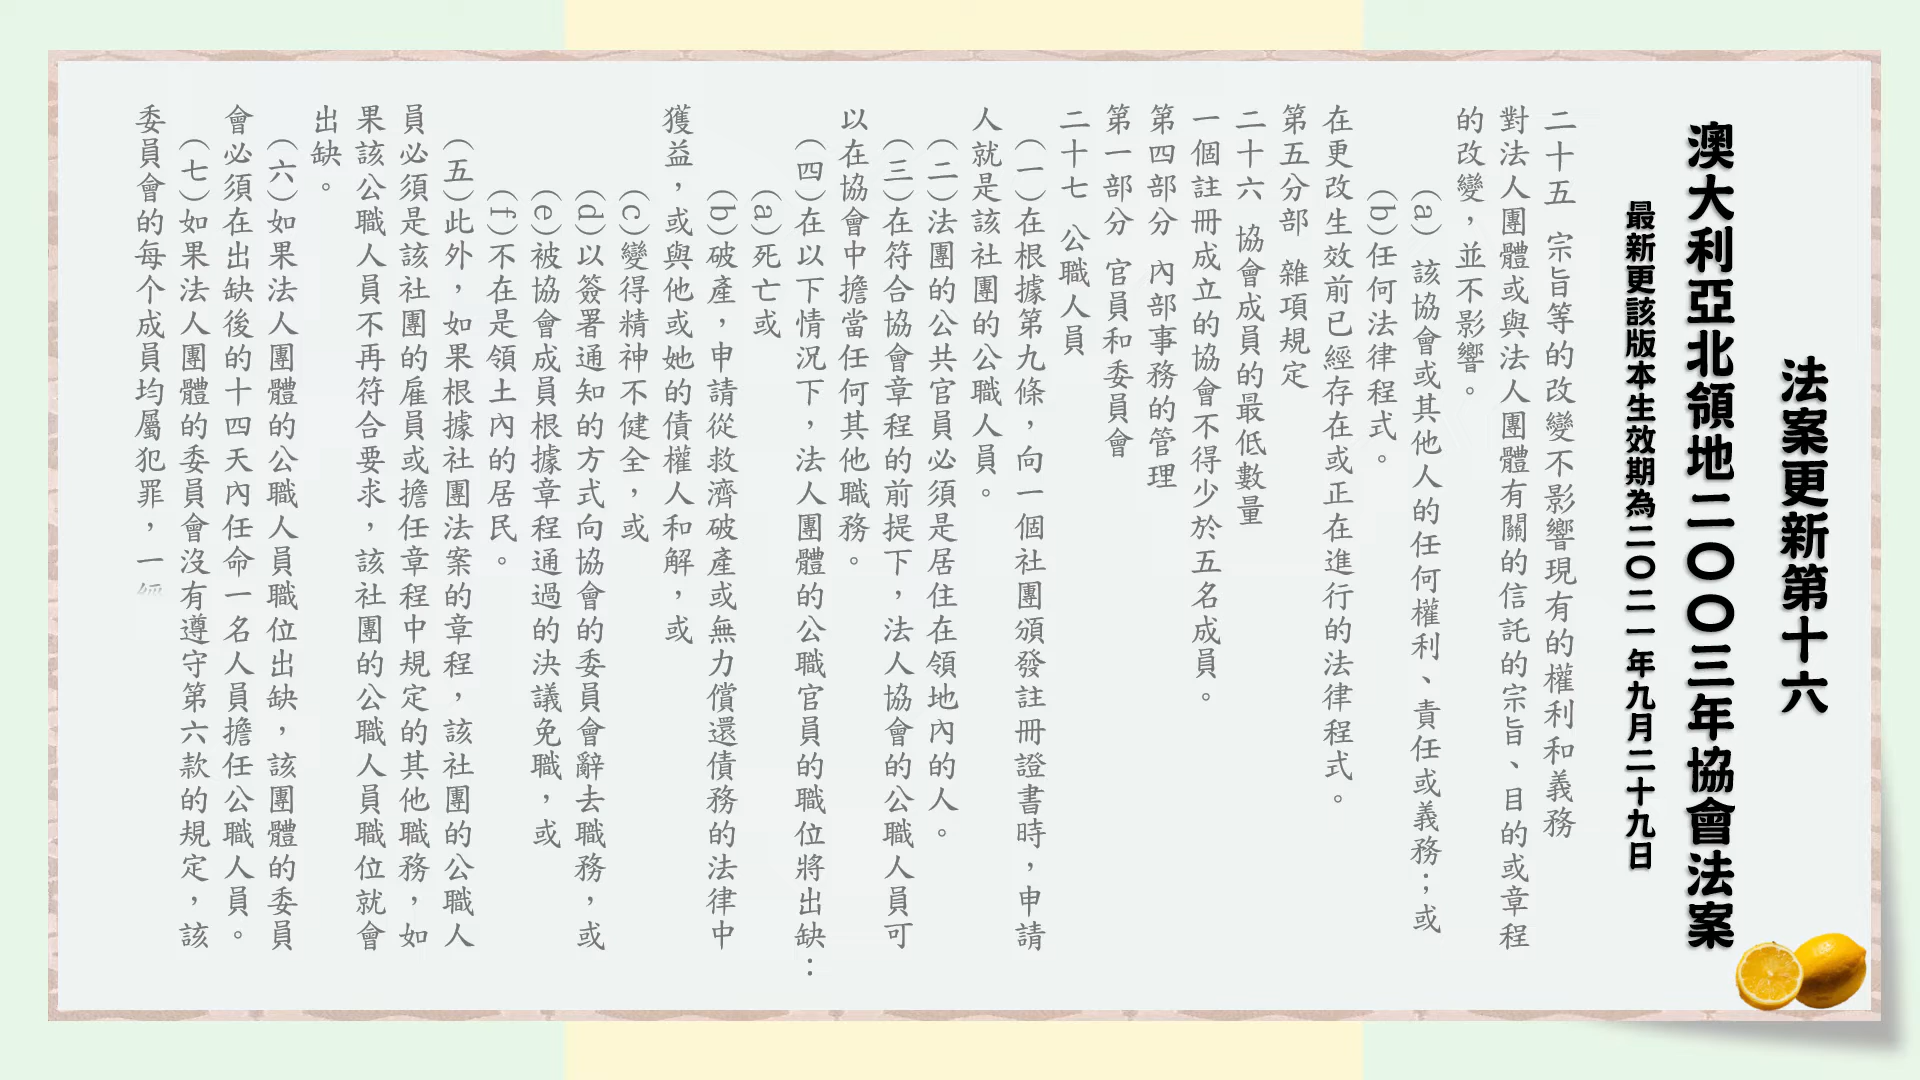 法案更新第十六
澳大利亞北領地二〇〇三年協會法案
最新更該版本生效期為二〇二一年九月二十九日
二十五 宗旨等的改變不影響現有的權利和義務
對法人團體或與法人團體有關的信託的宗旨、目的或章程
的改變，並不影響。
(a) 該協會或其他人的任何權利、責任或義務；或
(b)任何法律程式。
在更改生效前已經存在或正在進行的法律程式。
第五分部 雜項規定
二十六 協會成員的最低數量
一個註冊成立的協會不得少於五名成員。
第四部分 內部事務的管理
第一部分 官員和委員會
二十七 公職人員
(一)在根據第九條，向一個社團頒發註冊證書時，申請
人就是該社團的公職人員。
(二)法團的公共官員必須是居住在領地內的人。
(三)在符合協會章程的前提下，法人協會的公職人員可
以在協會中擔當任何其他職務。
(四)在以下情況下，法人團體的公職官員的職位將出缺：
(a)死亡或
(b)破產，申請從救濟破產或無力償還債務的法律中
獲益，或與他或她的債權人和解，或
(c)變得精神不健全，或
(d)以簽署通知的方式向協會的委員會辭去職務，或
(e)被協會成員根據章程通過的決議免職，或
(f)不在是領土內的居民。
(五)此外，如果根據社團法案的章程，該社團的公職人
員必須是該社團的雇員或擔任章程中規定的其他職務，如
果該公職人員不再符合要求，該社團的公職人員職位就會
出缺。
(六)如果法人團體的公職人員職位出缺，該團體的委員
會必須在出缺後的十四天內任命一名人員擔任公職人員。
(七)如果法人團體的委員會沒有遵守第六款的規定，該
委員會的每个成員均屬犯罪，一